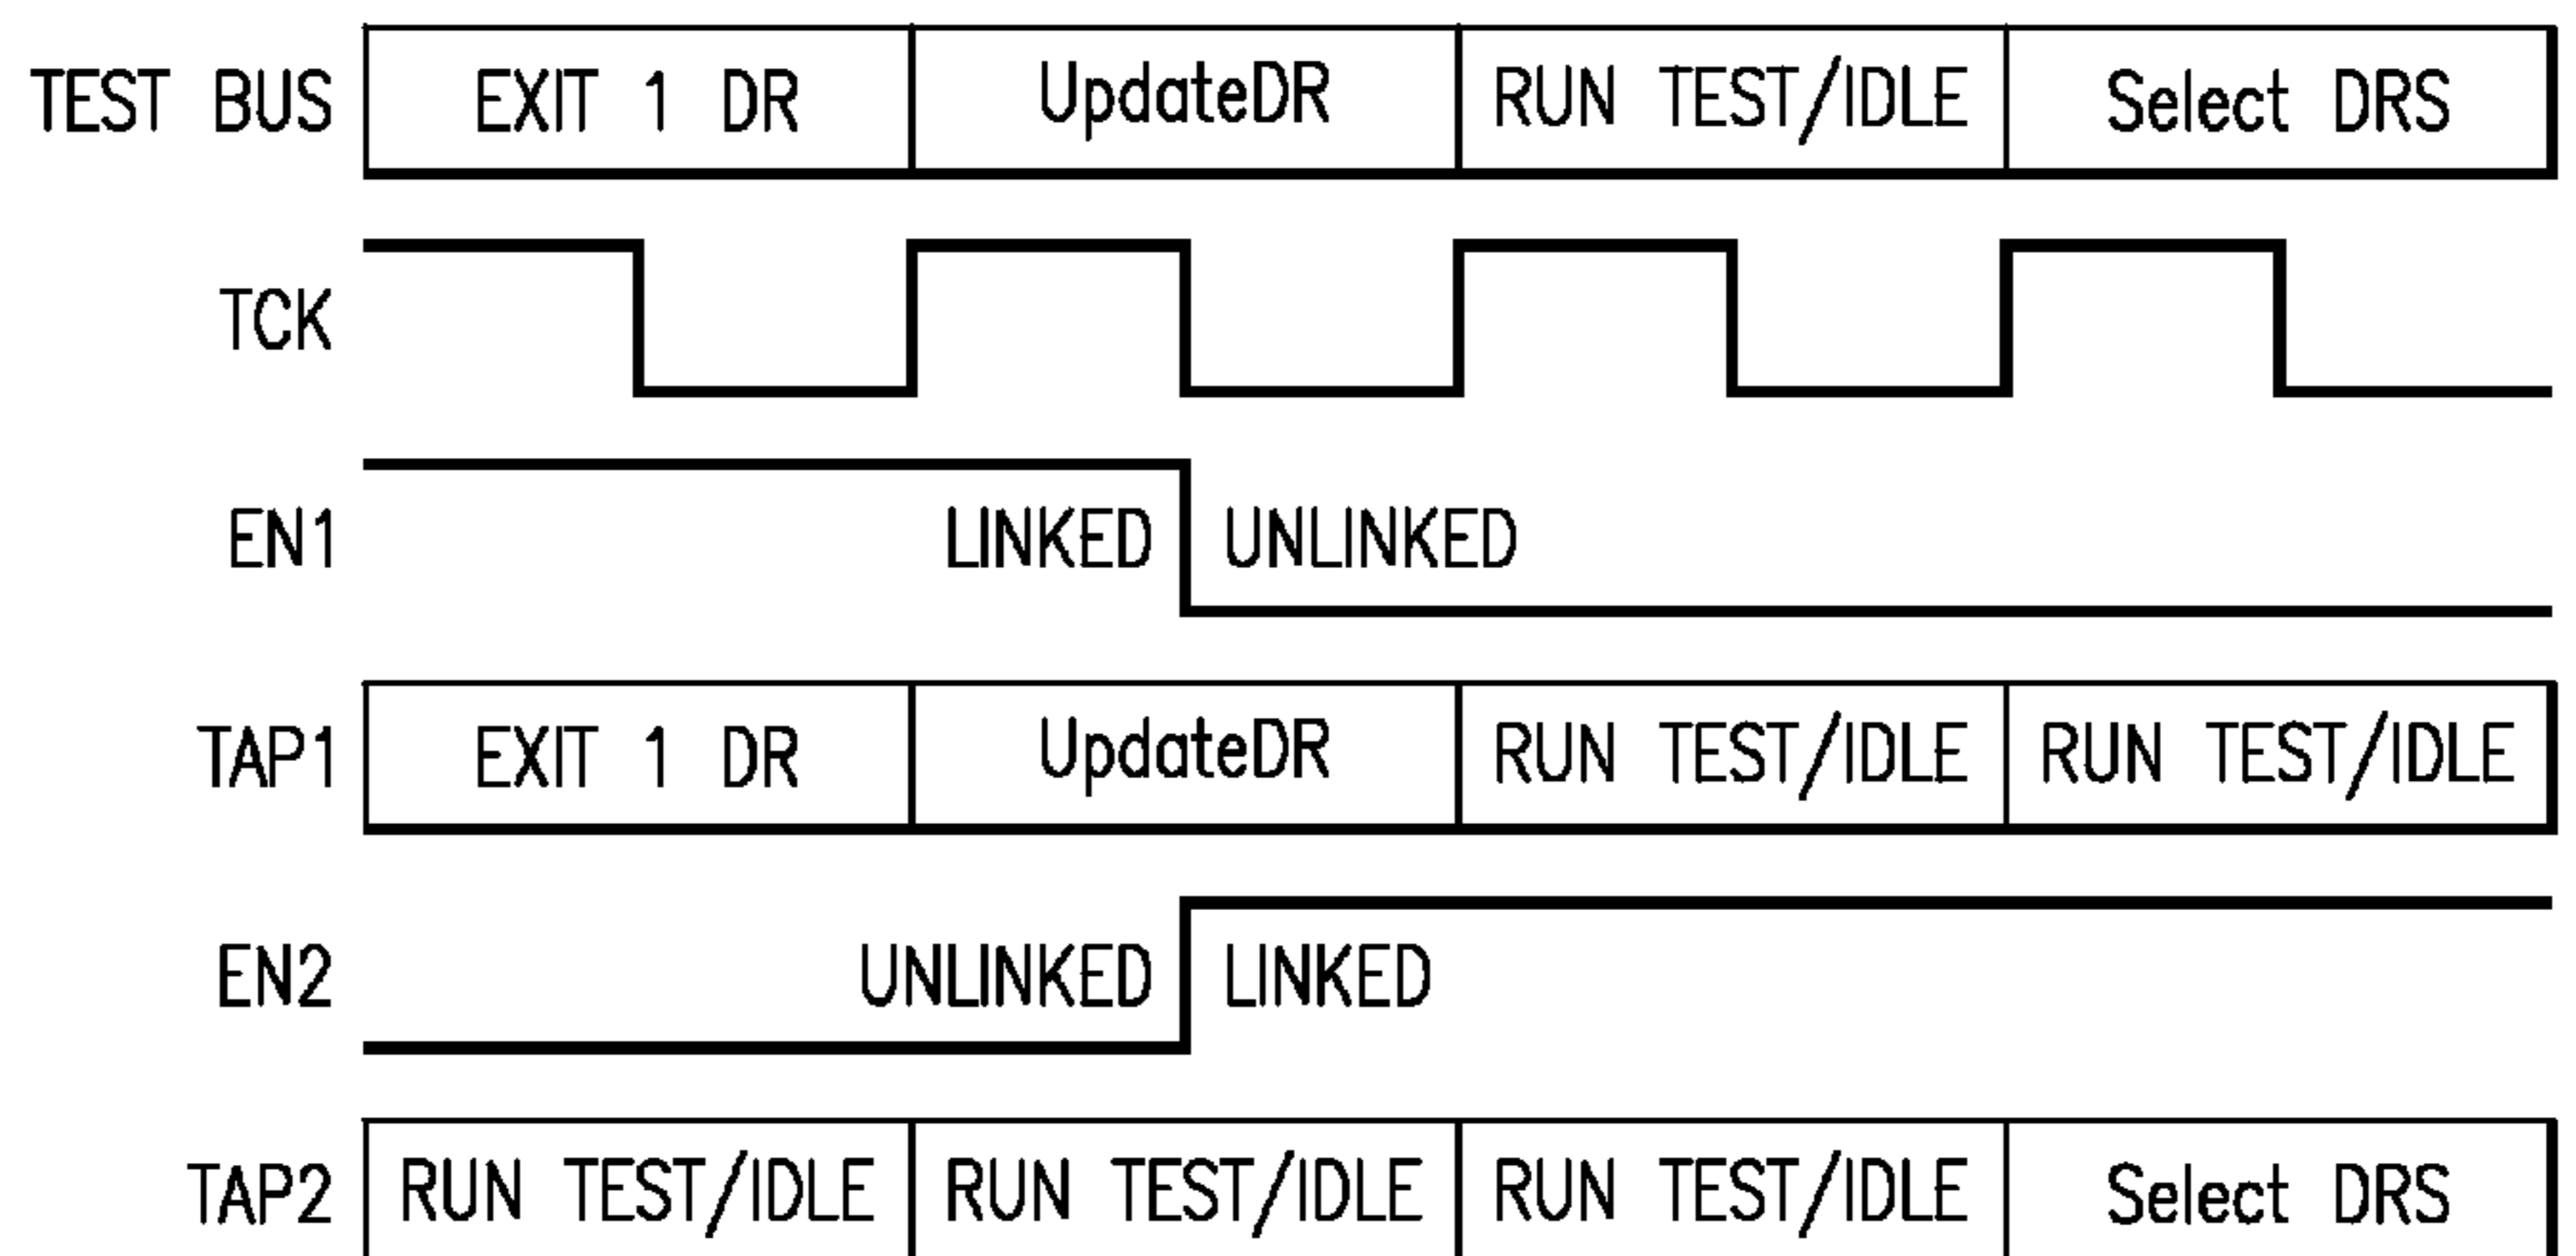 TEST BUS EXIT 1 DR UpdateDR RUN TEST/IDLE Select DRS
TCK
EN1 LINKED UNLINKED
TAP1 EXIT 1 DR UpdateDR RUN TEST/IDLE RUN TEST/IDLE
EN2 UNLINKED LINKED
TAP2 RUN TEST/IDLE RUN TEST/IDLE RUN TEST/IDLE Select DRS